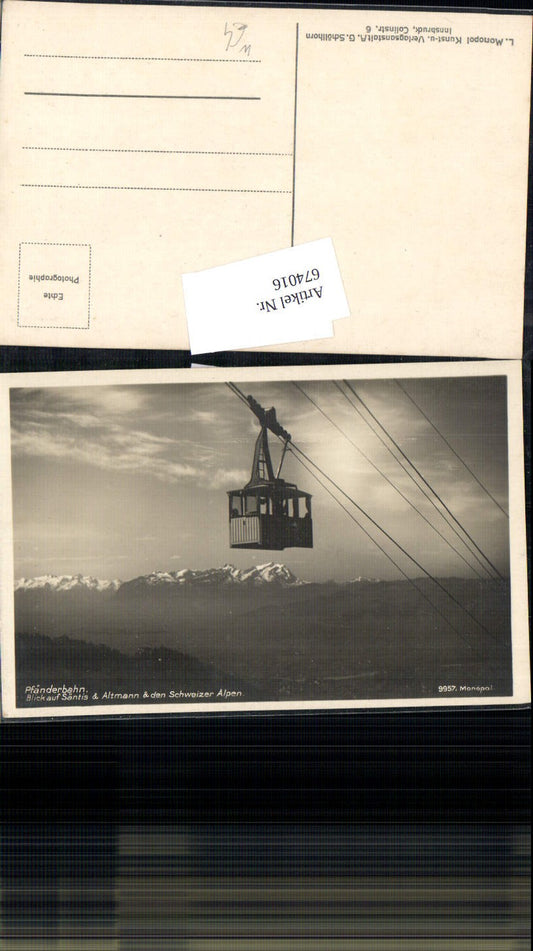 L. Monopol Kunst-u. Verlagsanstalt/A. G. Schöllhorn
Innsbruck, Colinstr. 6
Echte
Photographie
Artikel Nr.
674016
Pfänderbahn.
Blick auf Säntis & Altmann & den Schweizer Alpen.
9957. Monopol